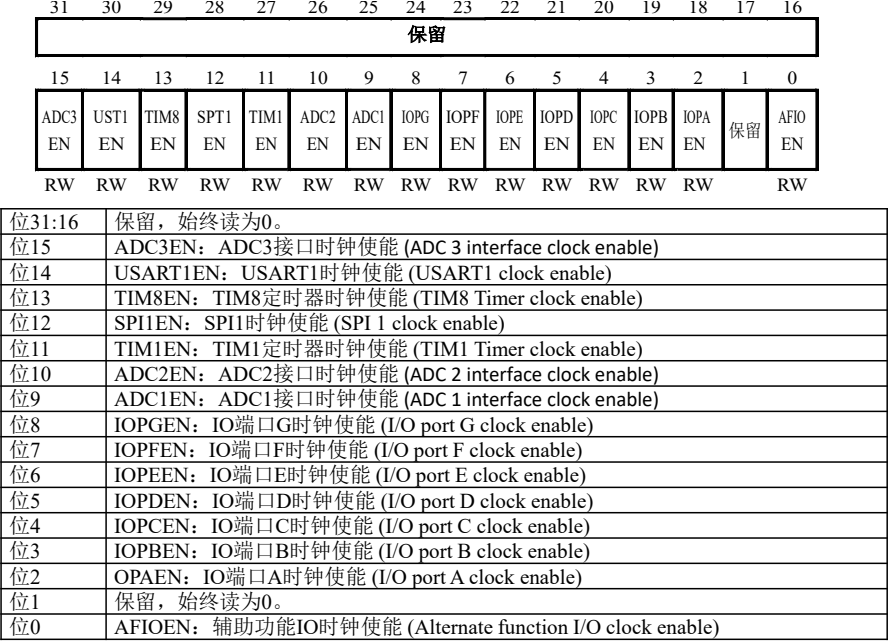 31 30 29 28 27 26 25 24 23 22 21 20 19 18 17 16
保留
15 14 13 12 11 10 9 8 7 6 5 4 3 2 1 0
ADC3 UST1 TIM8 SPT1 TIM1 ADC2 ADC1 IOPG IOPF IOPE IOPD IOPC IOPB IOPA 保留 AFIO
EN EN EN EN EN EN EN EN EN EN EN EN EN EN EN
RW RW RW RW RW RW RW RW RW RW RW RW RW RW RW
位31:16 保留，始终读为0。
位15 ADC3EN：ADC3接口时钟使能 (ADC 3 interface clock enable)
位14 USART1EN：USART1时钟使能 (USART1 clock enable)
位13 TIM8EN：TIM8定时器时钟使能 (TIM8 Timer clock enable)
位12 SPI1EN：SPI1时钟使能 (SPI 1 clock enable)
位11 TIM1EN：TIM1定时器时钟使能 (TIM1 Timer clock enable)
位10 ADC2EN：ADC2接口时钟使能 (ADC 2 interface clock enable)
位9 ADC1EN：ADC1接口时钟使能 (ADC 1 interface clock enable)
位8 IOPGEN：IO端口G时钟使能 (I/O port G clock enable)
位7 IOPFEN：IO端口F时钟使能 (I/O port F clock enable)
位6 IOPEEN：IO端口E时钟使能 (I/O port E clock enable)
位5 IOPDEN：IO端口D时钟使能 (I/O port D clock enable)
位4 IOPCEN：IO端口C时钟使能 (I/O port C clock enable)
位3 IOPBEN：IO端口B时钟使能 (I/O port B clock enable)
位2 OPAEN：IO端口A时钟使能 (I/O port A clock enable)
位1 保留，始终读为0。
位0 AFIOEN：辅助功能IO时钟使能 (Alternate function I/O clock enable)